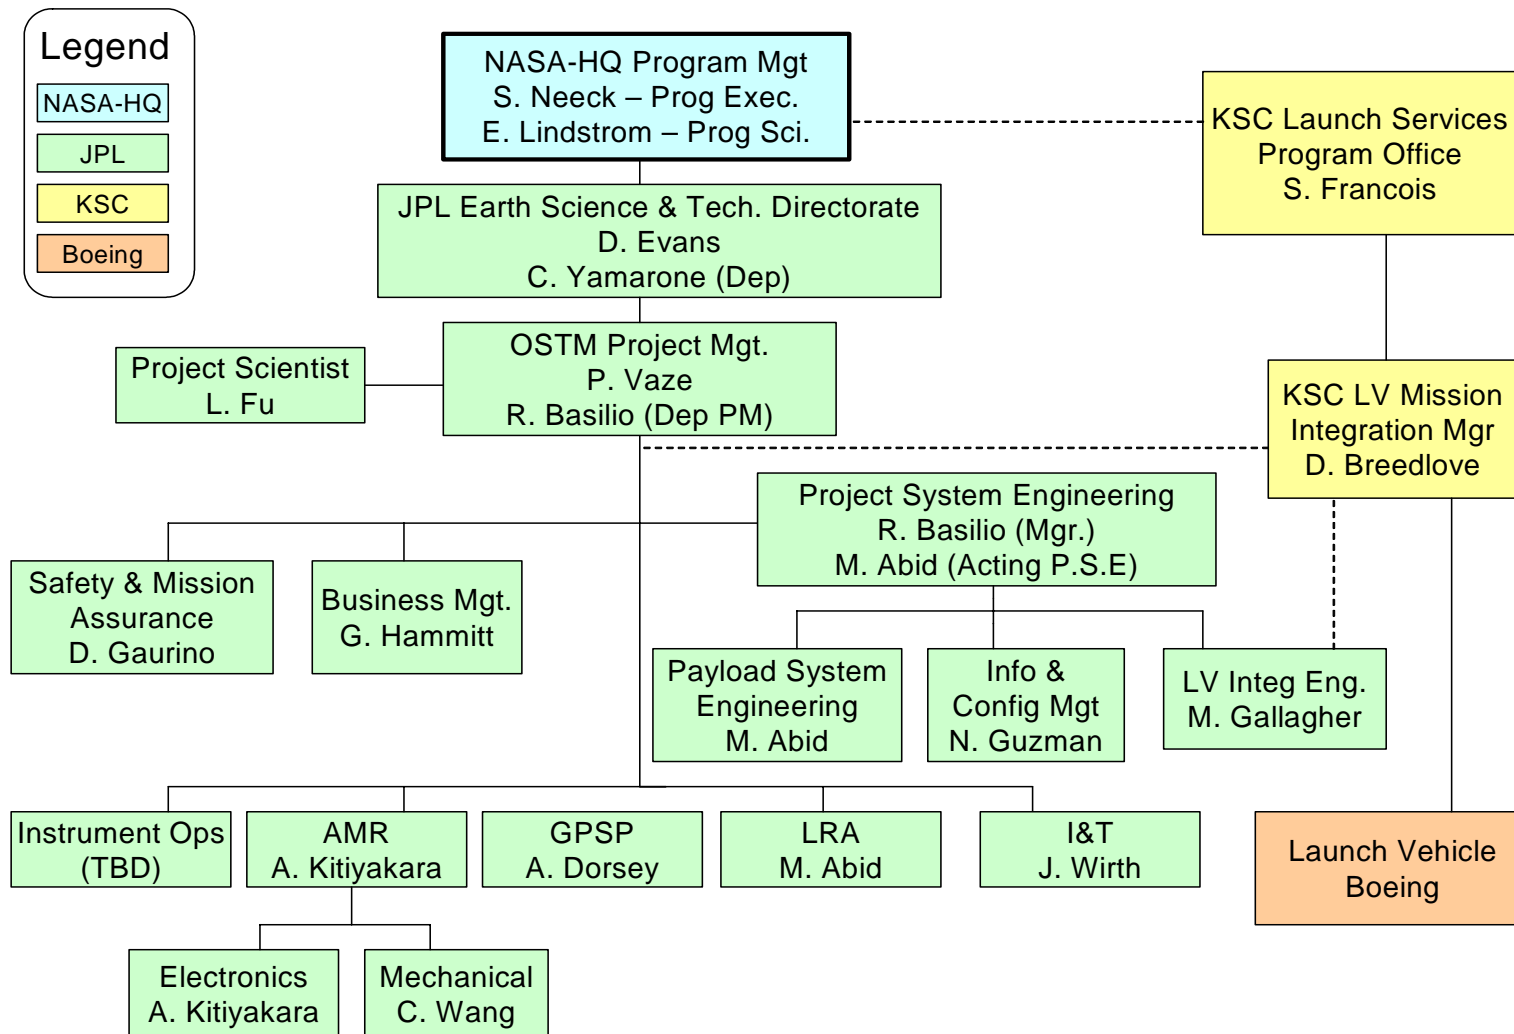 Legend
NASA-HQ
JPL
KSC
Boeing
NASA-HQ Program Mgt
S. Neeck – Prog Exec.
E. Lindstrom – Prog Sci.
KSC Launch Services
Program Office
S. Francois
JPL Earth Science & Tech. Directorate
D. Evans
C. Yamarone (Dep)
Project Scientist
L. Fu
OSTM Project Mgt.
P. Vaze
R. Basilio (Dep PM)
KSC LV Mission
Integration Mgr
D. Breedlove
Project System Engineering
R. Basilio (Mgr.)
M. Abid (Acting P.S.E)
Safety & Mission
Assurance
D. Gaurino
Business Mgt.
G. Hammitt
Payload System
Engineering
M. Abid
Info &
Config Mgt
N. Guzman
LV Integ Eng.
M. Gallagher
Instrument Ops
(TBD)
AMR
A. Kitiyakara
GPSP
A. Dorsey
LRA
M. Abid
I&T
J. Wirth
Launch Vehicle
Boeing
Electronics
A. Kitiyakara
Mechanical
C. Wang